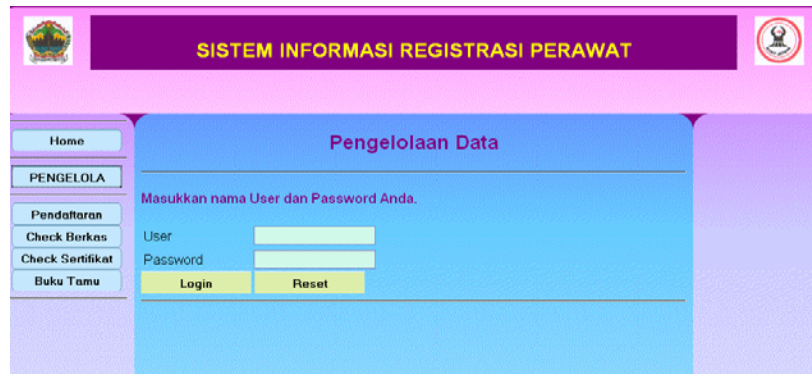 SISTEM INFORMASI REGISTRASI PERAWAT
Home
PENGELOLA
Pendaftaran
Check Berkas
Check Sertifikat
Buku Tamu
Pengelolaan Data
Masukkan nama User dan Password Anda.
User
Password
Login Reset